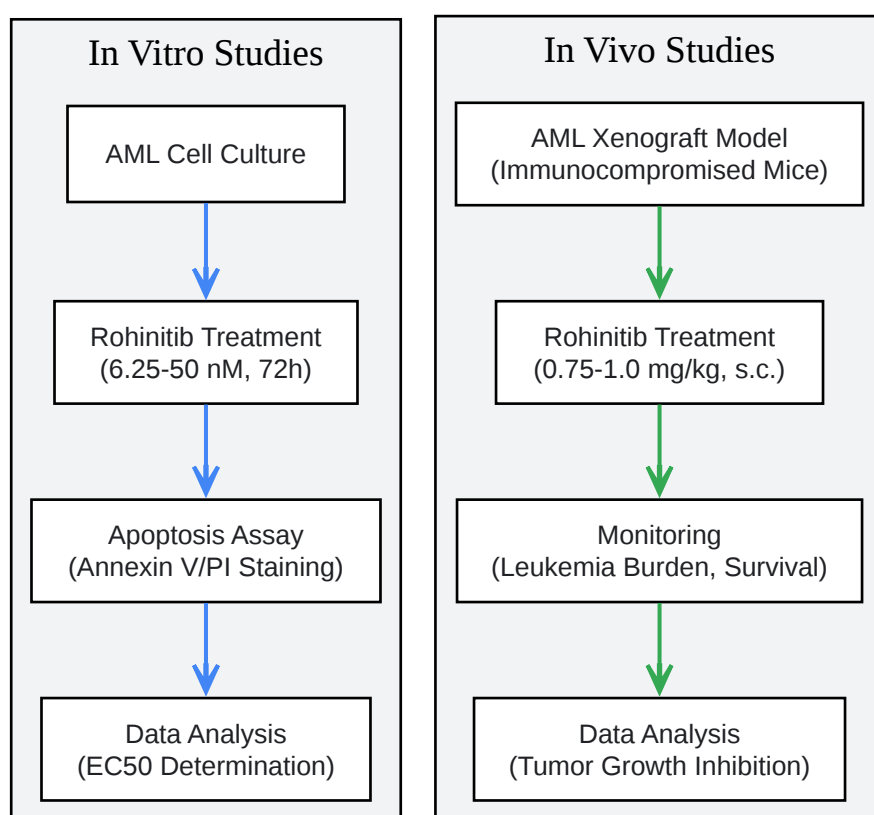 In Vitro Studies
AML Cell Culture
Rohinitib Treatment
(6.25-50 nM, 72h)
Apoptosis Assay
(Annexin V/PI Staining)
Data Analysis
(EC50 Determination)
In Vivo Studies
AML Xenograft Model
(Immunocompromised Mice)
Rohinitib Treatment
(0.75-1.0 mg/kg, s.c.)
Monitoring
(Leukemia Burden, Survival)
Data Analysis
(Tumor Growth Inhibition)